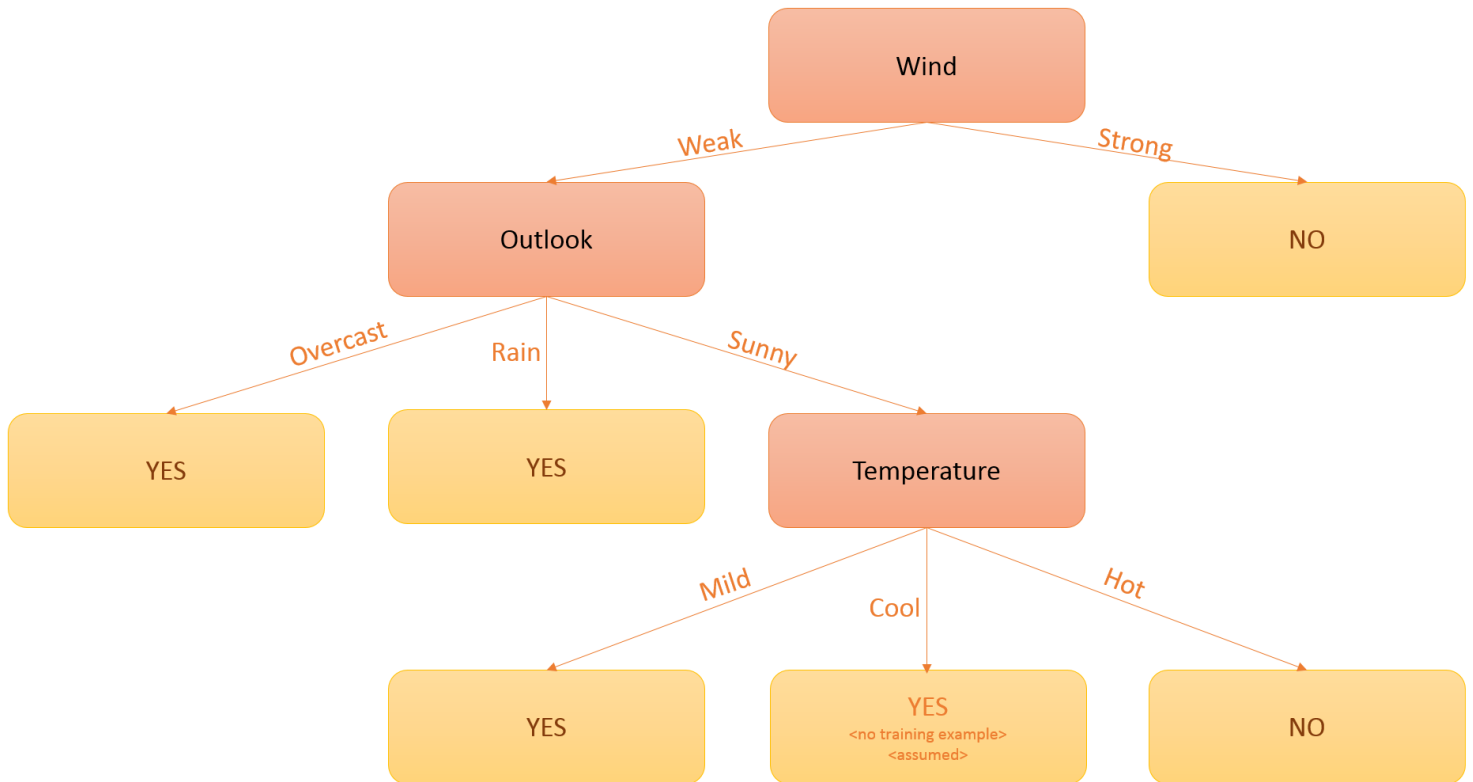 Wind
Weak
Strong
Outlook
NO
Overcast
Rain
Sunny
YES
YES
Temperature
Mild
Cool
Hot
YES
YES
<no training example>
<assumed>
NO